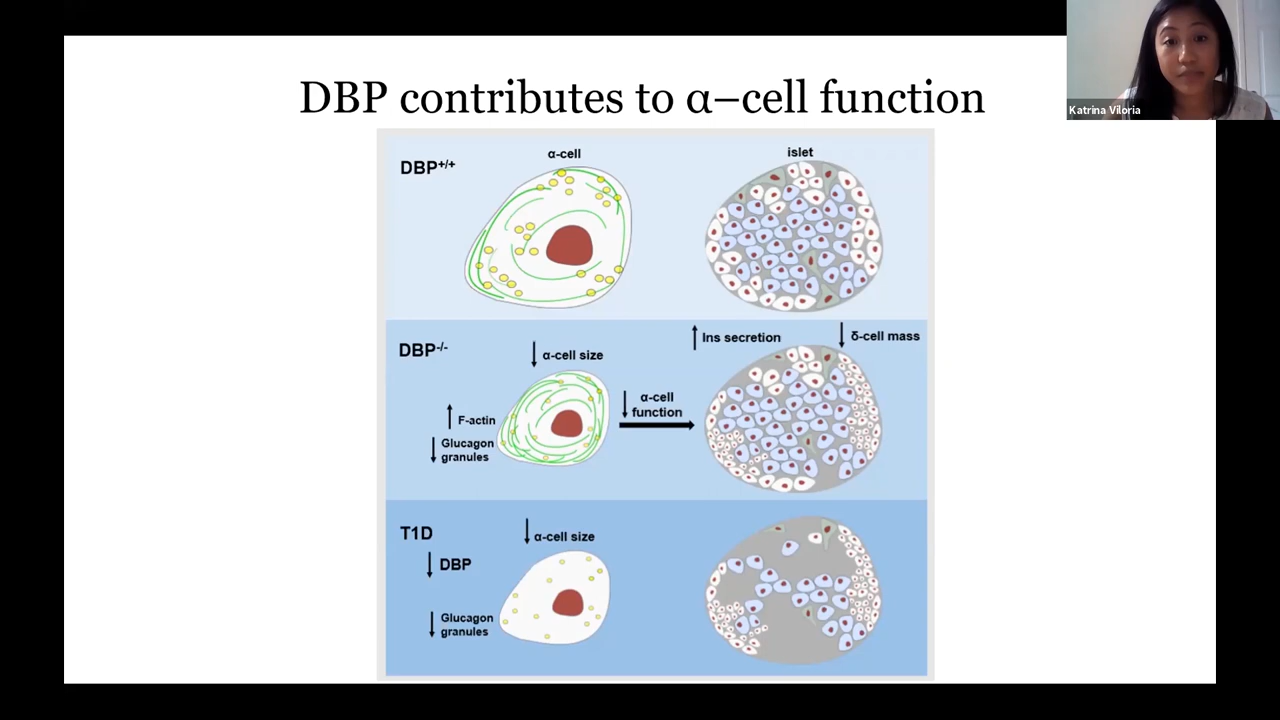 DBP contributes to α–cell function
Katrina Viloria
DBP+/+
α-cell
islet
DBP-/-
↓ α-cell size
↑ F-actin
↓ Glucagon
granules
↓ α-cell
function
↑ Ins secretion
↓ δ-cell mass
T1D
↓ DBP
↓ α-cell size
↓ Glucagon
granules